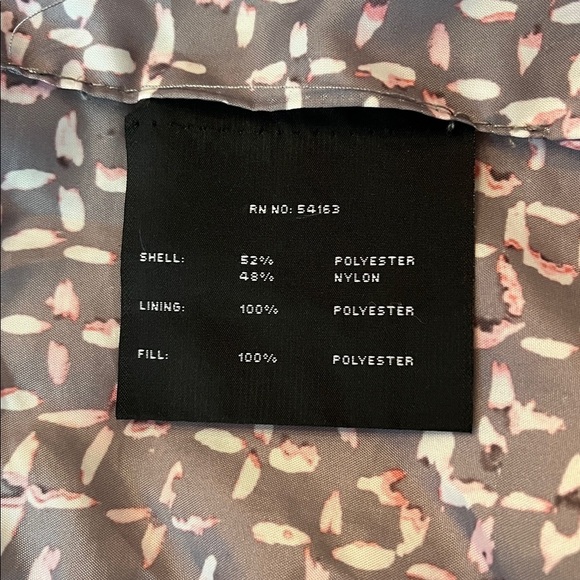 RN NO: 54163
SHELL: 52% POLYESTER
48% NYLON
LINING: 100% POLYESTER
FILL: 100% POLYESTER